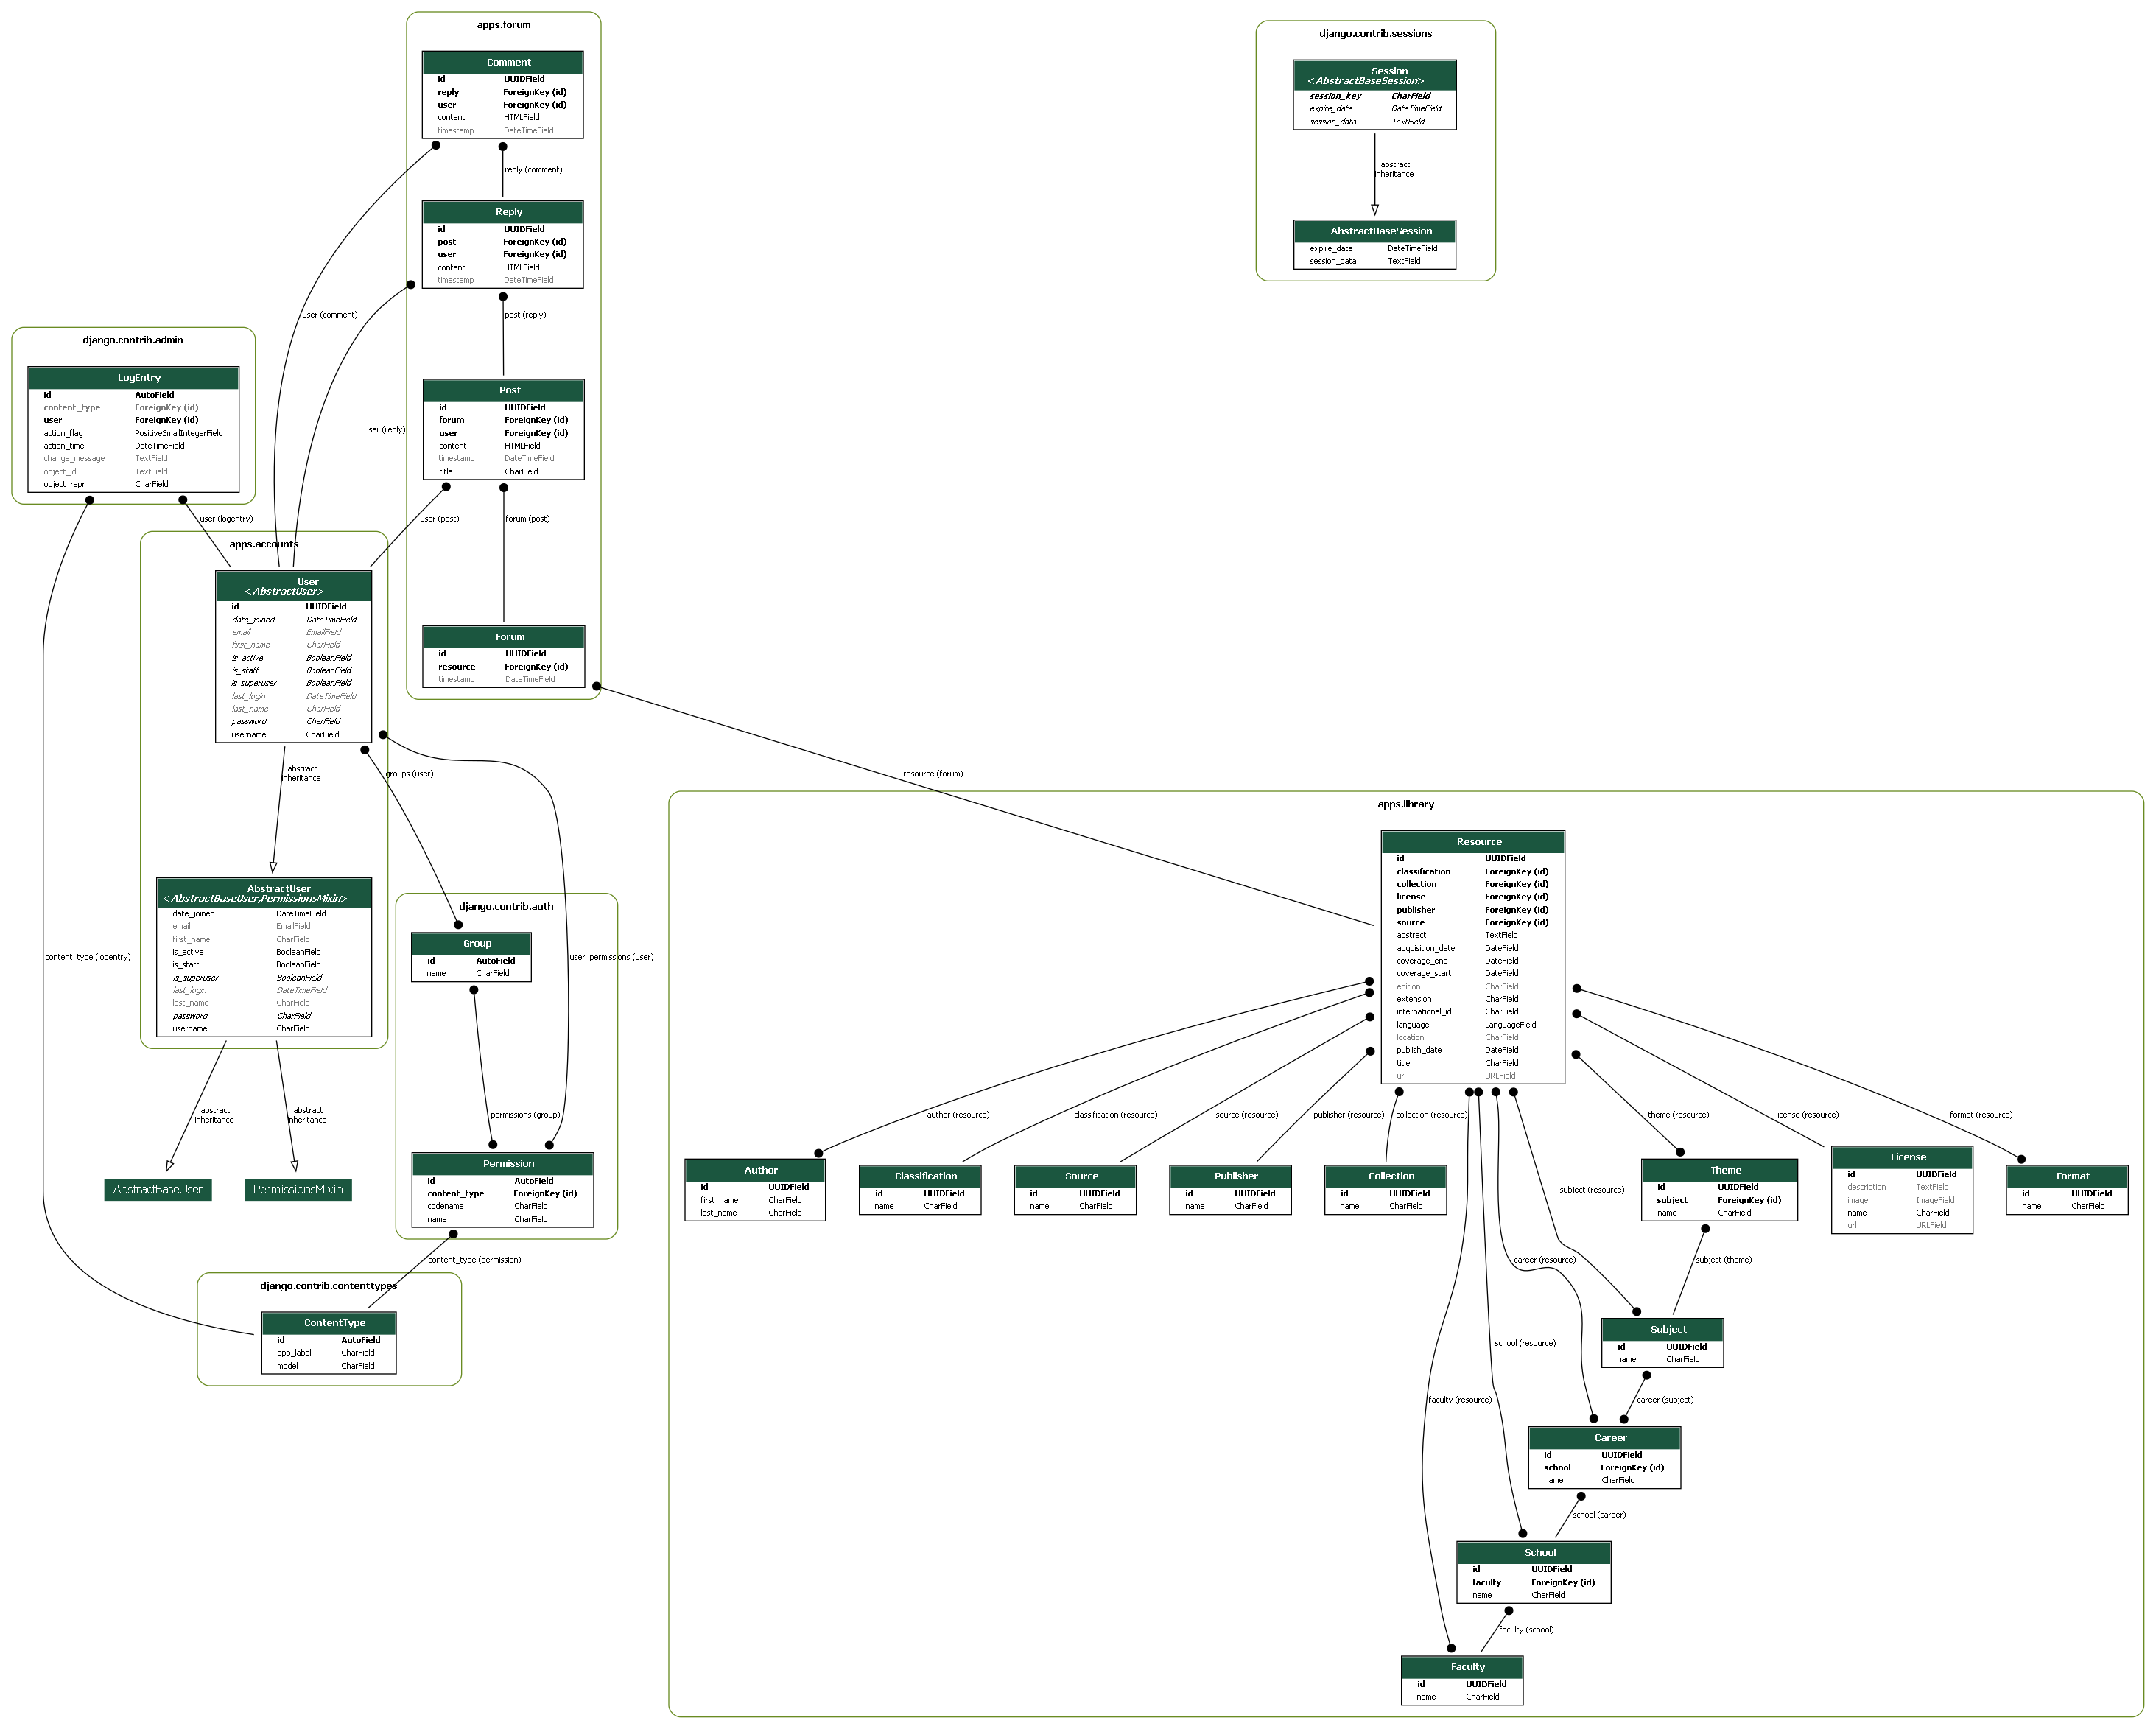 apps.forum
Comment
id UUIDField
reply ForeignKey (id)
user ForeignKey (id)
content HTMLField
timestamp DateTimeField
reply (comment)
Reply
id UUIDField
post ForeignKey (id)
user ForeignKey (id)
content HTMLField
timestamp DateTimeField
user (comment)
post (reply)
user (reply)
Post
id UUIDField
forum ForeignKey (id)
user ForeignKey (id)
content HTMLField
timestamp DateTimeField
title CharField
user (post)
forum (post)
Forum
id UUIDField
resource ForeignKey (id)
timestamp DateTimeField
resource (forum)
django.contrib.sessions
Session
<AbstractBaseSession>
session_key CharField
expire_date DateTimeField
session_data TextField
abstract
inheritance
AbstractBaseSession
expire_date DateTimeField
session_data TextField
django.contrib.admin
LogEntry
id AutoField
content_type ForeignKey (id)
user ForeignKey (id)
action_flag PositiveSmallIntegerField
action_time DateTimeField
change_message TextField
object_id TextField
object_repr CharField
user (logentry)
content_type (logentry)
apps.accounts
User
<AbstractUser>
id UUIDField
date_joined DateTimeField
email EmailField
first_name CharField
is_active BooleanField
is_staff BooleanField
is_superuser BooleanField
last_login DateTimeField
last_name CharField
password CharField
username CharField
abstract
inheritance
groups (user)
user_permissions (user)
AbstractUser
<AbstractBaseUser,PermissionsMixin>
date_joined DateTimeField
email EmailField
first_name CharField
is_active BooleanField
is_staff BooleanField
is_superuser BooleanField
last_login DateTimeField
last_name CharField
password CharField
username CharField
abstract
inheritance
abstract
inheritance
AbstractBaseUser
PermissionsMixin
django.contrib.auth
Group
id AutoField
name CharField
permissions (group)
Permission
id AutoField
content_type ForeignKey (id)
codename CharField
name CharField
content_type (permission)
django.contrib.contenttypes
ContentType
id AutoField
app_label CharField
model CharField
apps.library
Resource
id UUIDField
classification ForeignKey (id)
collection ForeignKey (id)
license ForeignKey (id)
publisher ForeignKey (id)
source ForeignKey (id)
abstract TextField
adquisition_date DateField
coverage_end DateField
coverage_start DateField
edition CharField
extension CharField
international_id CharField
language LanguageField
location CharField
publish_date DateField
title CharField
url URLField
author (resource)
classification (resource)
source (resource)
publisher (resource)
collection (resource)
theme (resource)
license (resource)
format (resource)
Author
id UUIDField
first_name CharField
last_name CharField
Classification
id UUIDField
name CharField
Source
id UUIDField
name CharField
Publisher
id UUIDField
name CharField
Collection
id UUIDField
name CharField
subject (resource)
Theme
id UUIDField
subject ForeignKey (id)
name CharField
License
id UUIDField
description TextField
image ImageField
name CharField
url URLField
Format
id UUIDField
name CharField
career (resource)
subject (theme)
Subject
id UUIDField
name CharField
school (resource)
faculty (resource)
career (subject)
Career
id UUIDField
school ForeignKey (id)
name CharField
school (career)
School
id UUIDField
faculty ForeignKey (id)
name CharField
faculty (school)
Faculty
id UUIDField
name CharField